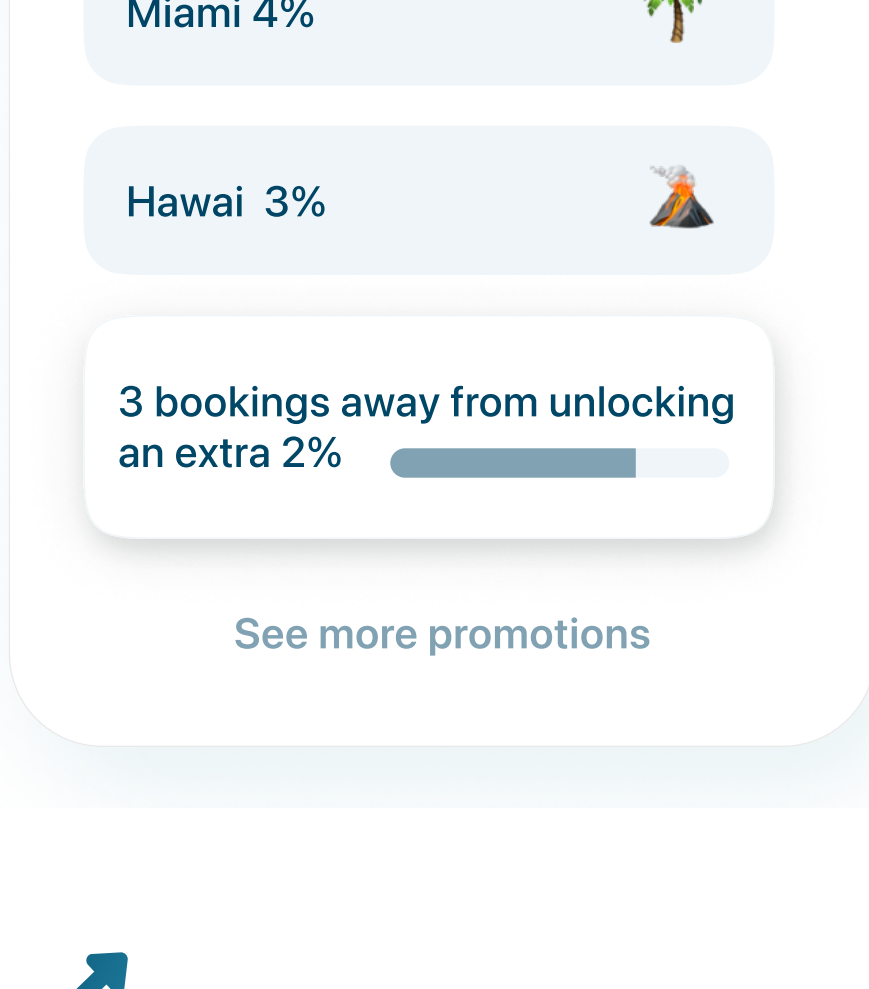 Miami 4%
Hawai 3%
3 bookings away from unlocking
an extra 2%
See more promotions